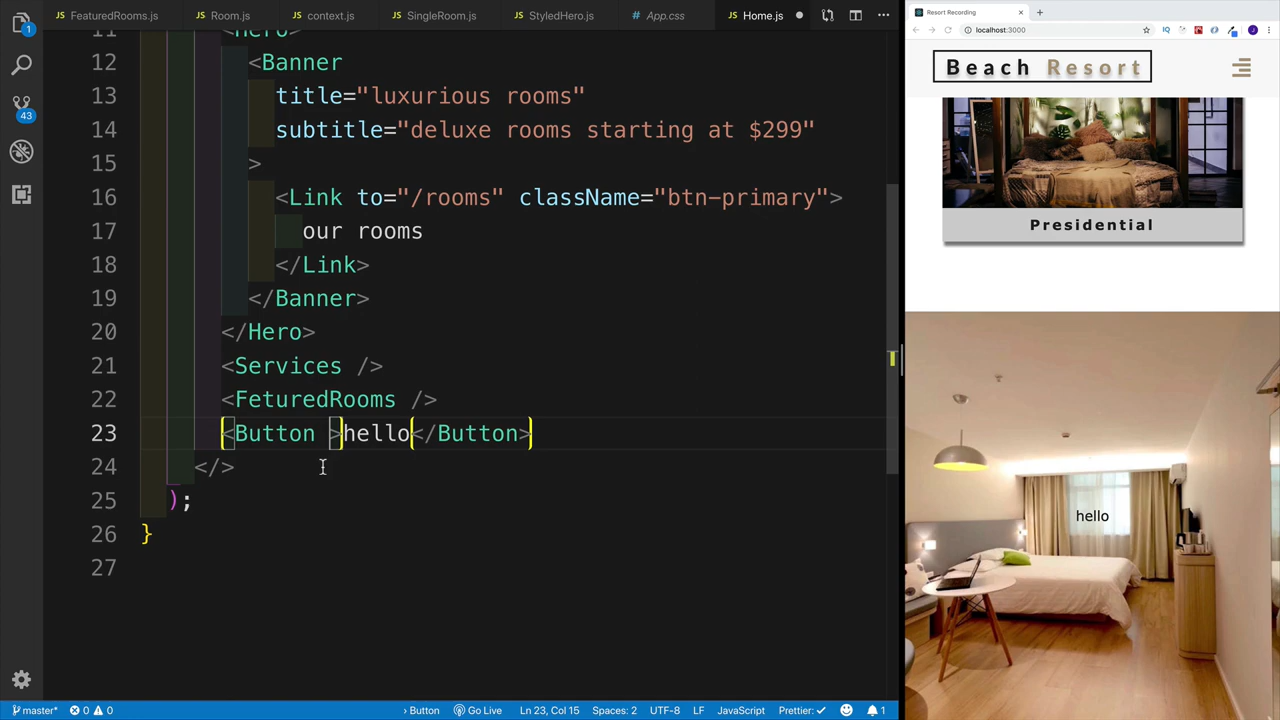 FeaturedRooms.js
Room.js
context.js
SingleRoom.js
StyledHero.js
App.css
Home.js
11 <Hero>
12 <Banner
13 title="luxurious rooms"
14 subtitle="deluxe rooms starting at $299"
15 >
16 <Link to="/rooms" className="btn-primary">
17 our rooms
18 </Link>
19 </Banner>
20 </Hero>
21 <Services />
22 <FeturedRooms />
23 <Button >hello</Button>
24 </>
25 );
26 }
27
1
43
master* 0 0 › Button Go Live Ln 23, Col 15 Spaces: 2 UTF-8 LF JavaScript Prettier: ✓ 1
Resort Recording
localhost:3000
IQ
J
Beach Resort
Presidential
hello